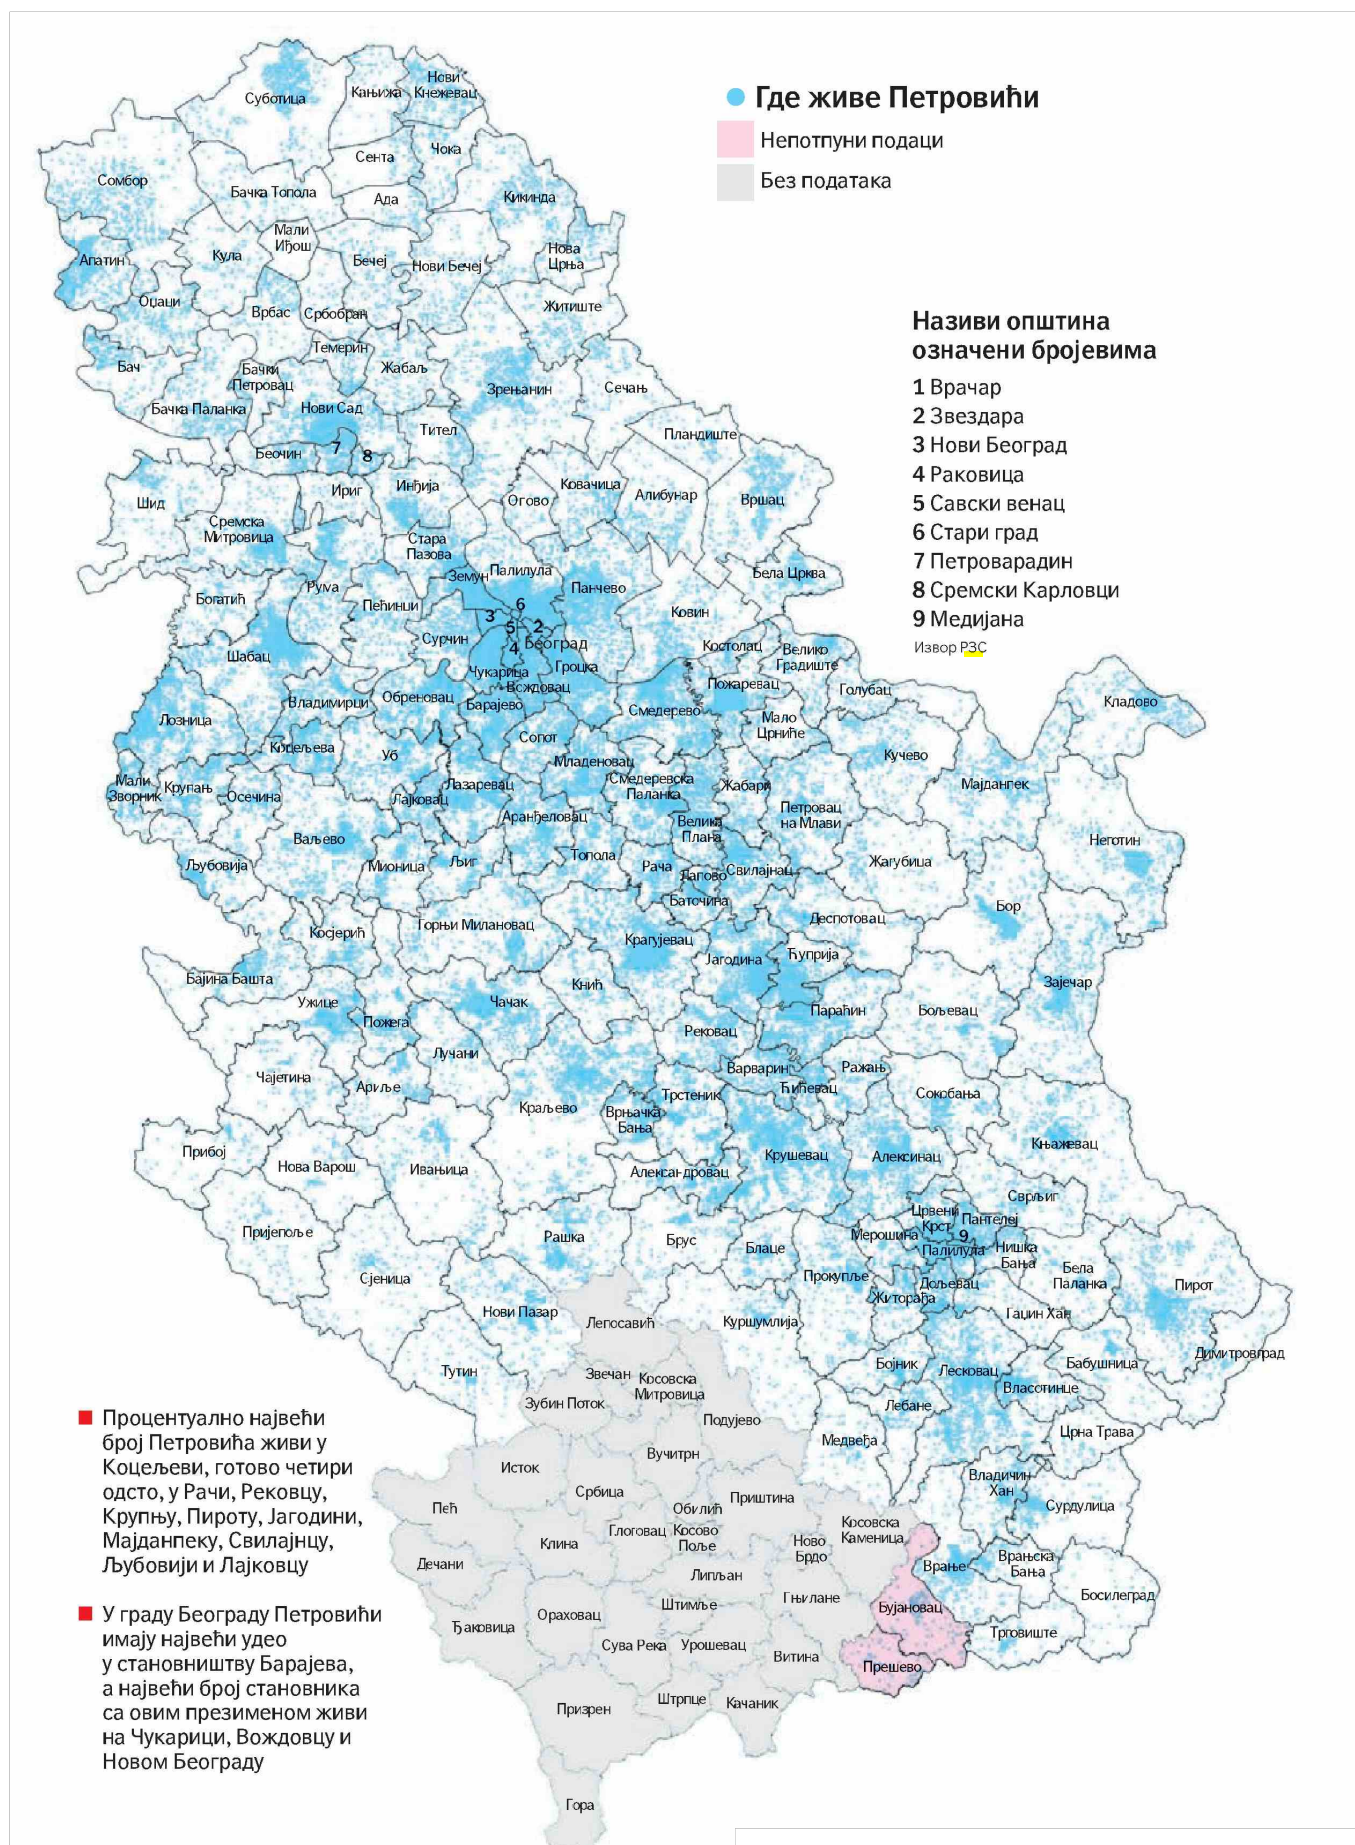 Где живе Петровићи
Непотпуни подаци
Без података
Називи општина
означени бројевима
1 Врачар
2 Звездара
3 Нови Београд
4 Раковица
5 Савски венац
6 Стари град
7 Петроварадин
8 Сремски Карловци
9 Медијана
Извор РЗС
Суботица
Кањижа
Нови
Кнежевац
Сента
Чока
Сомбор
Бачка Топола
Ада
Кикинда
Мали
Иђош
Апатин
Кула
Бечеј
Нови Бечеј
Нова
Црња
Оџаци
Врбас
Србобран
Житиште
Темерин
Бач
Бачки
Петровац
Жабаљ
Зрењанин
Сечањ
Бачка Паланка
Нови Сад
Тител
Пландиште
Беочин
7
8
Шид
Ириг
Инђија
Огово
Ковачица
Алибунар
Вршац
Сремска
Митровица
Стара
Пазова
Рума
Земун
Палилула
Панчево
Бела Црква
Богатић
Пећинци
6
3
5
2
4
Ковин
Сурчин
Београд
Шабац
Чукарица
Гроцка
Костолац
Велико
Градиште
Вождовац
Пожаревац
Голубац
Кладово
Владимирци
Обреновац
Барајево
Смедерево
Лозница
Мало
Црниће
Коцељева
Уб
Сопот
Младеновац
Кучево
Мали
Зворник
Крупањ
Осечина
Лазаревац
Смедеревска
Паланка
Жабари
Мајданпек
Лајковац
Аранђеловац
Петровац
на Млави
Велика
Плана
Ваљево
Неготин
Љубовија
Мионица
Љиг
Топола
Рача
Лапово
Свилајнац
Жагубица
Баточина
Бор
Косјерић
Горњи Милановац
Деспотовац
Крагујевац
Јагодина
Ћуприја
Бајина Башта
Кнић
Зајечар
Ужице
Чачак
Пожега
Параћин
Бољевац
Рековац
Лучани
Чајетина
Ариље
Варварин
Ражањ
Ћићевац
Сокобања
Краљево
Врњачка
Бања
Трстеник
Прибој
Нова Варош
Ивањица
Александровац
Крушевац
Алексинац
Књажевац
Сврљиг
Црвени
Крст
Пантелеј
9
Пријепоље
Рашка
Брус
Блаце
Мерошина
Палилула
Нишка
Бања
Сјеница
Прокупље
Бела
Паланка
Пирот
Дољевац
Житорађа
Нови Пазар
Лепосавић
Куршумлија
Гаџин Хан
Тутин
Звечан
Косовска
Митровица
Бојник
Лесковац
Бабушница
Димитровград
Власотинце
Зубин Поток
Подујево
Лебане
Медвеђа
Црна Трава
Вучитрн
Исток
Србица
Владичин
Хан
Сурдулица
Пећ
Обилић
Приштина
Глоговац
Косово
Поље
Косовска
Каменица
Клина
Ново
Брдо
Дечани
Липљан
Врање
Врањска
Бања
Босилеград
Гњилане
Штимље
Бујановац
Ђаковица
Ораховац
Сува Река
Урошевац
Витина
Трговиште
Прешево
Призрен
Штрпце
Качаник
Гора
Процентуално највећи
број Петровића живи у
Коцељеви, готово четири
одсто, у Рачи, Рековцу,
Крупњу, Пироту, Јагодини,
Мајданпеку, Свилајнцу,
Љубовији и Лајковцу
У граду Београду Петровићи
имају највећи удео
у становништву Барајева,
а највећи број становника
са овим презименом живи
на Чукарици, Вождовцу и
Новом Београду